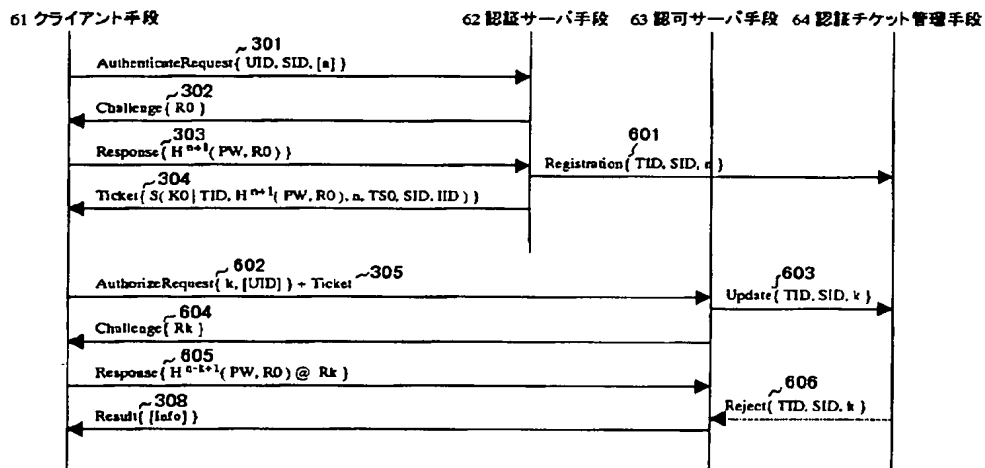 61 クライアント手段 62 認証サーバ手段 63 認可サーバ手段 64 認証チケット管理手段
301
AuthenticateRequest{ UID, SID, [n] }
302
Challenge{ R0 }
303
Response{ H^n+1( PW, R0) }
601
Registration{ TID, SID, n }
304
Ticket{ S( K0 | TID, H^n+1( PW, R0), n, TS0, SID, IID) }
602
AuthorizeRequest{ k, [UID] } + Ticket 305
603
Update{ TID, SID, k }
604
Challenge{ Rk }
605
Response{ H^n-k+1( PW, R0) @ Rk }
606
Reject{ TID, SID, k }
308
Result{ [Info] }